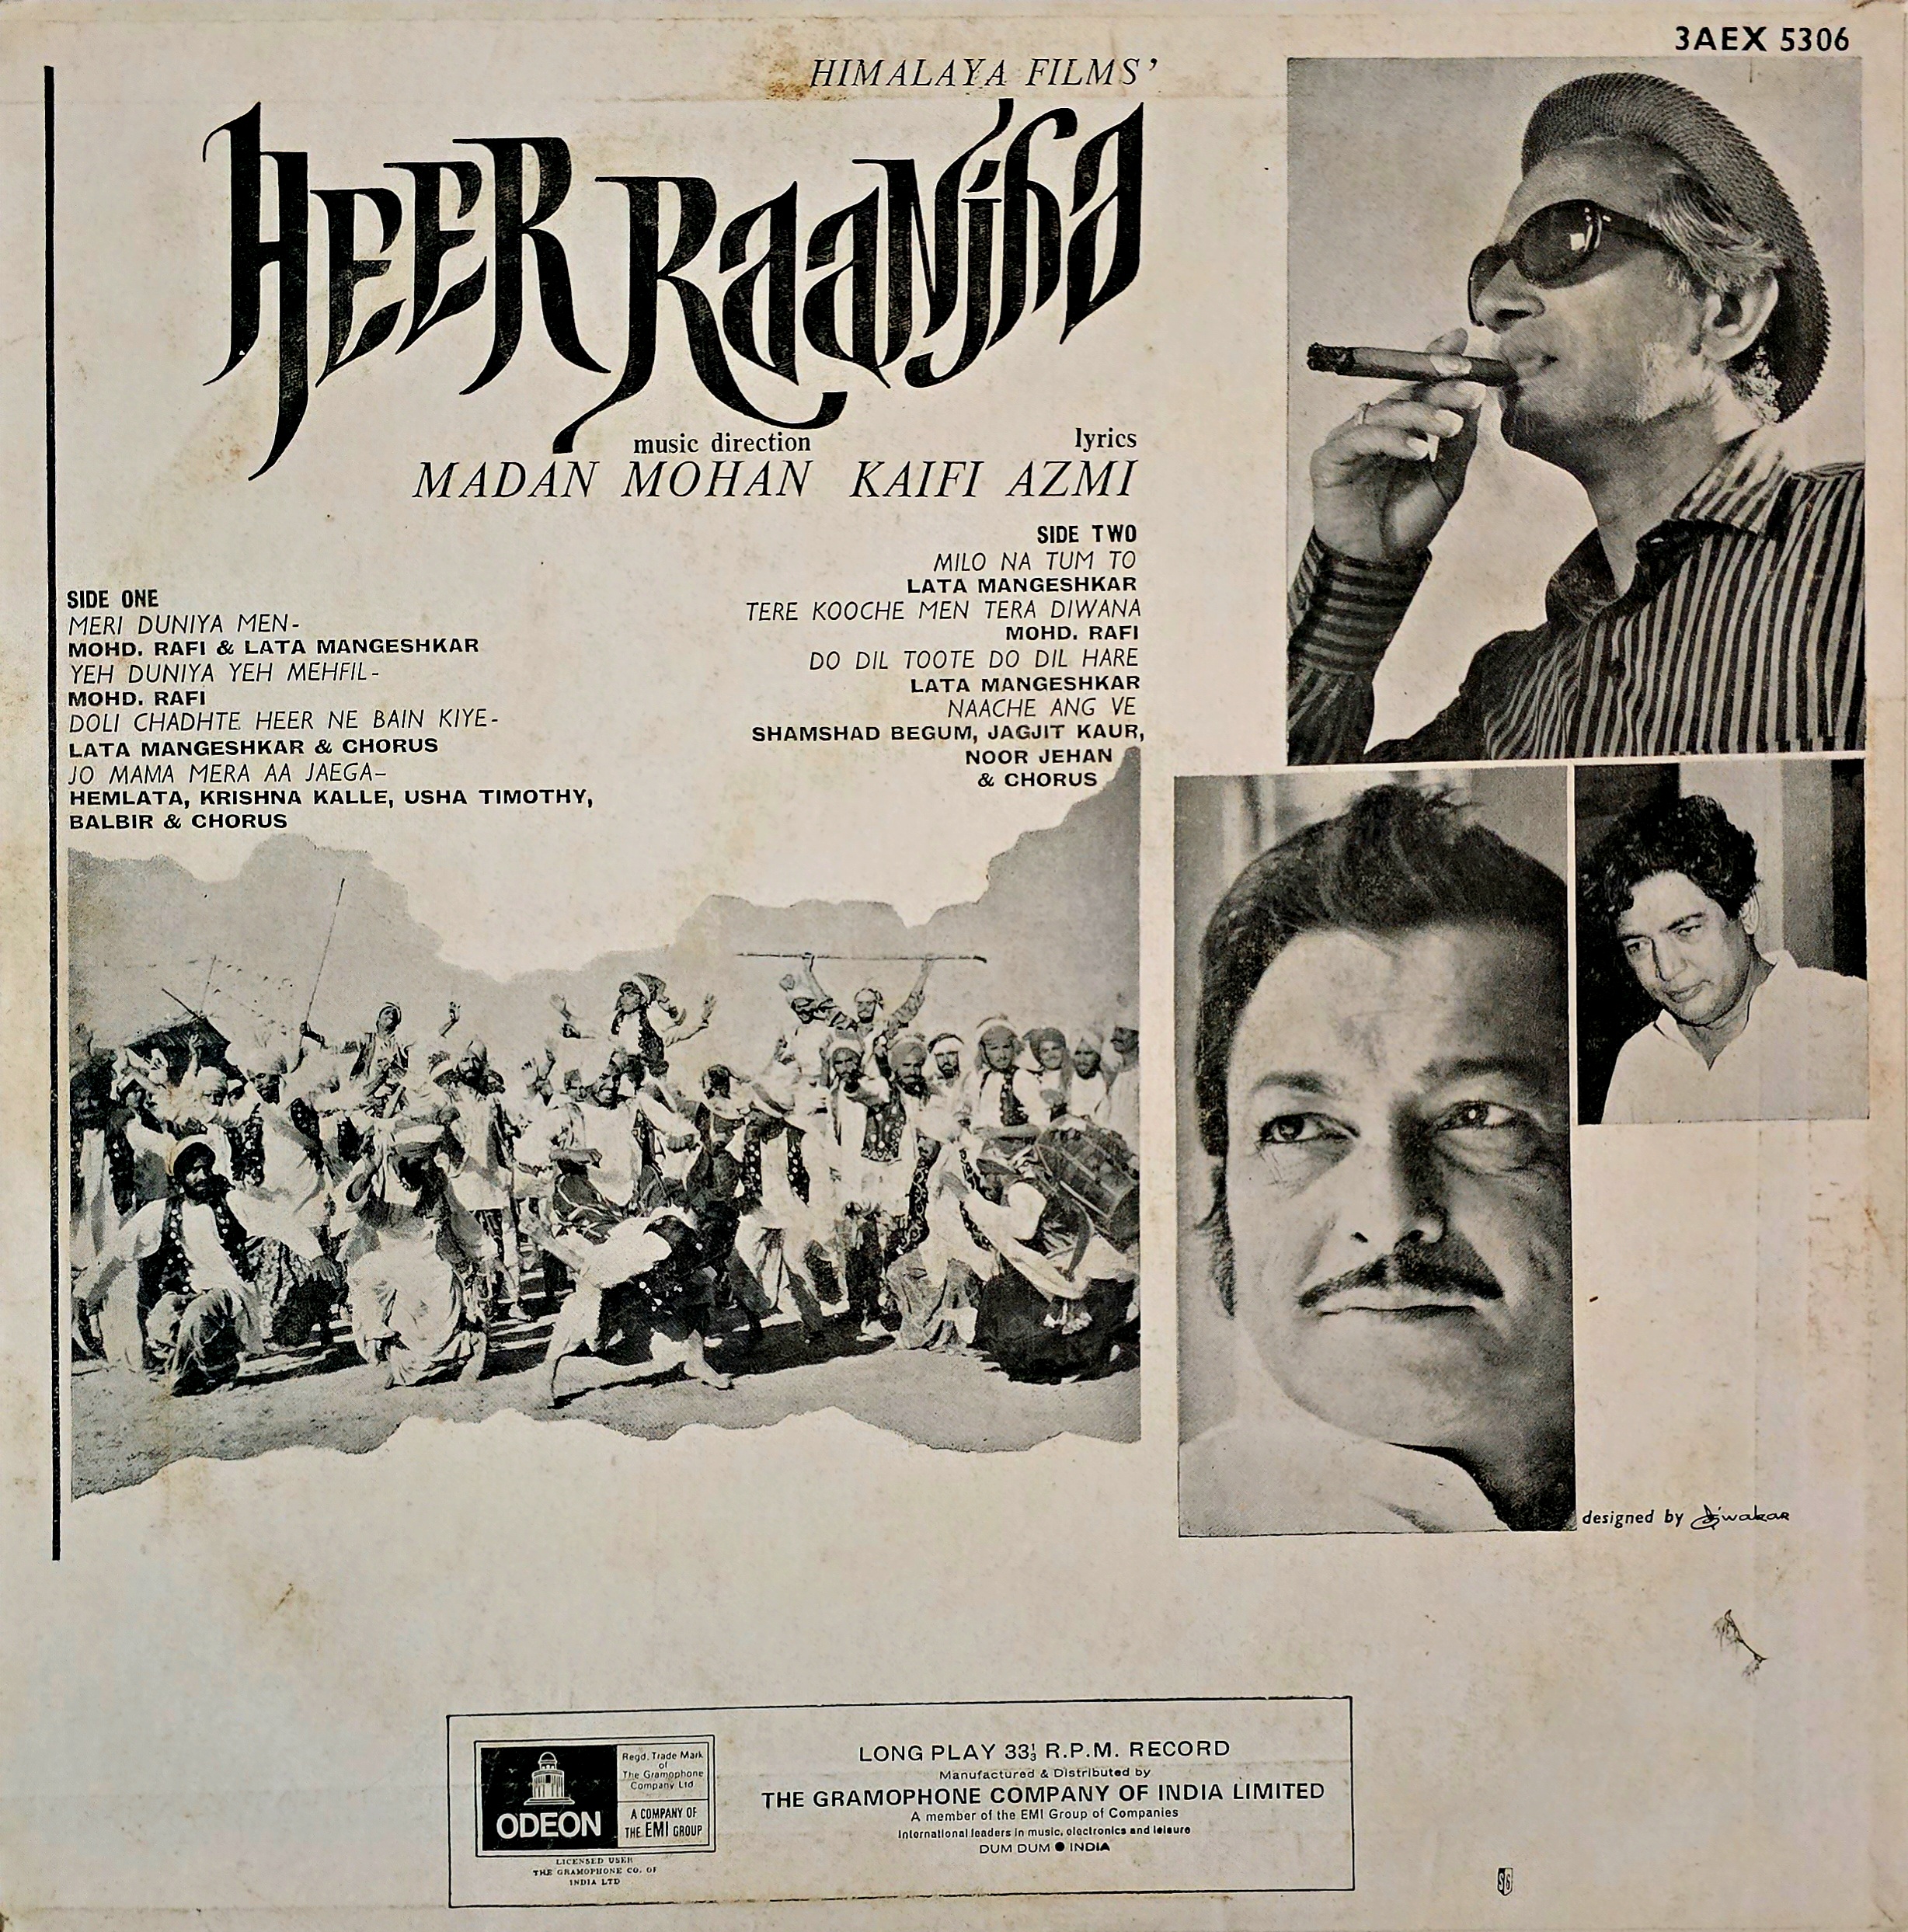 3AEX 5306
HIMALAYA FILMS'
HEER RAANJHA
music direction
MADAN MOHAN
lyrics
KAIFI AZMI
SIDE ONE
MERI DUNIYA MEN-
MOHD. RAFI & LATA MANGESHKAR
YEH DUNIYA YEH MEHFIL-
MOHD. RAFI
DOLI CHADHTE HEER NE BAIN KIYE-
LATA MANGESHKAR & CHORUS
JO MAMA MERA AA JAEGA-
HEMLATA, KRISHNA KALLE, USHA TIMOTHY,
BALBIR & CHORUS
SIDE TWO
MILO NA TUM TO
LATA MANGESHKAR
TERE KOOCHE MEN TERA DIWANA
MOHD. RAFI
DO DIL TOOTE DO DIL HARE
LATA MANGESHKAR
NAACHE ANG VE
SHAMSHAD BEGUM, JAGJIT KAUR,
NOOR JEHAN
& CHORUS
designed by Diwakar
ODEON
Regd. Trade Mark
of
The Gramophone
Company Ltd
A COMPANY OF
THE EMI GROUP
LICENSED USER
THE GRAMOPHONE CO. OF
INDIA LTD
LONG PLAY 33⅓ R.P.M. RECORD
Manufactured & Distributed by
THE GRAMOPHONE COMPANY OF INDIA LIMITED
A member of the EMI Group of Companies
International leaders in music, electronics and leisure
DUM DUM ● INDIA